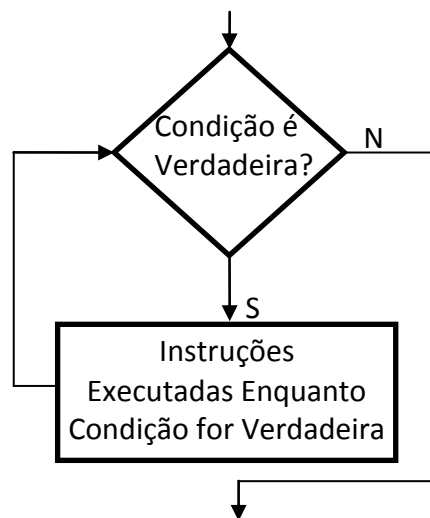 Condição é
Verdadeira?
N
S
Instruções
Executadas Enquanto
Condição for Verdadeira